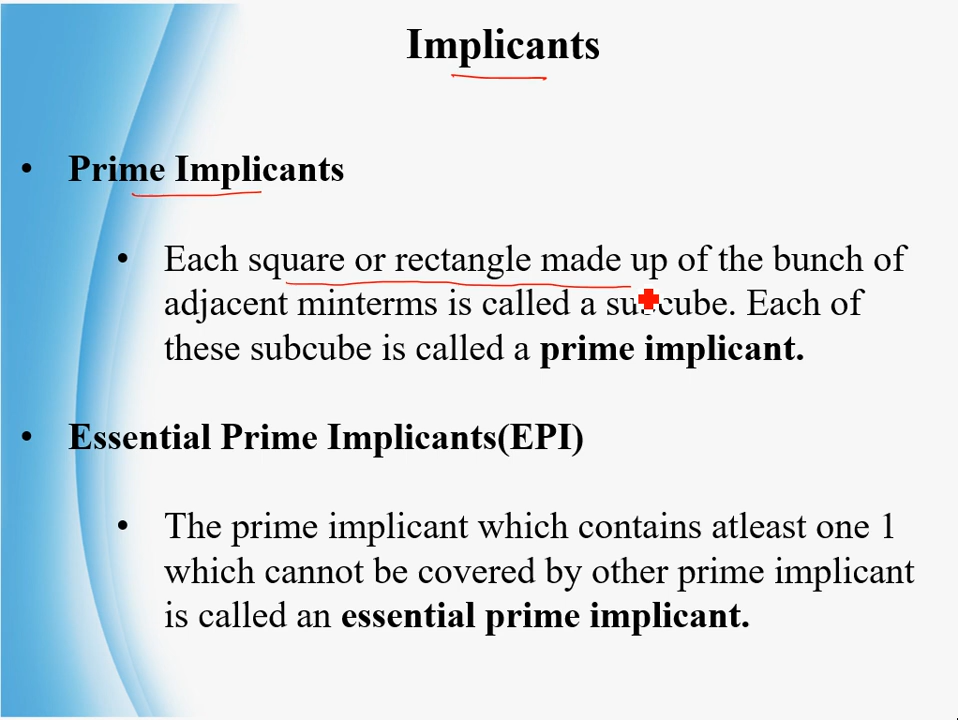 Implicants
• Prime Implicants
• Each square or rectangle made up of the bunch of
adjacent minterms is called a subcube. Each of
these subcube is called a prime implicant.
• Essential Prime Implicants(EPI)
• The prime implicant which contains atleast one 1
which cannot be covered by other prime implicant
is called an essential prime implicant.